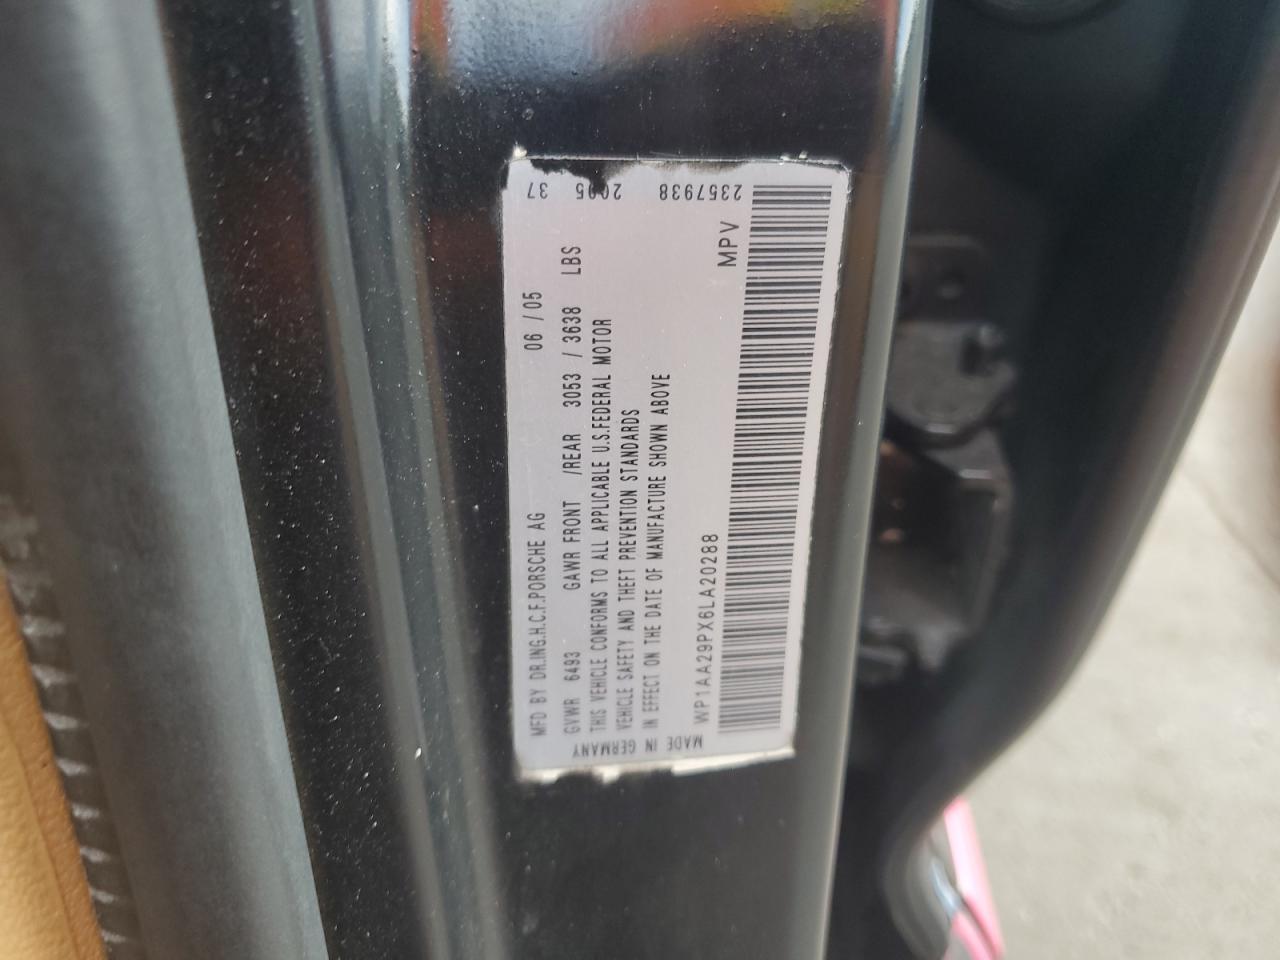 MFD BY DR.ING.H.C.F.PORSCHE AG 06 / 05
GVWR 6493 GAWR FRONT /REAR 3053 / 3638 LBS
THIS VEHICLE CONFORMS TO ALL APPLICABLE U.S.FEDERAL MOTOR
VEHICLE SAFETY AND THEFT PREVENTION STANDARDS
IN EFFECT ON THE DATE OF MANUFACTURE SHOWN ABOVE
WP1AA29PX6LA20288 MPV
MADE IN GERMANY
2357938 2005 37